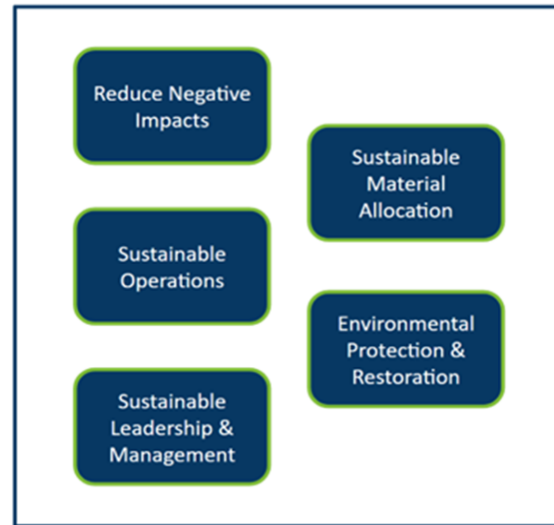 Reduce Negative
Impacts
Sustainable
Operations
Sustainable
Leadership &
Management
Sustainable
Material
Allocation
Environmental
Protection &
Restoration